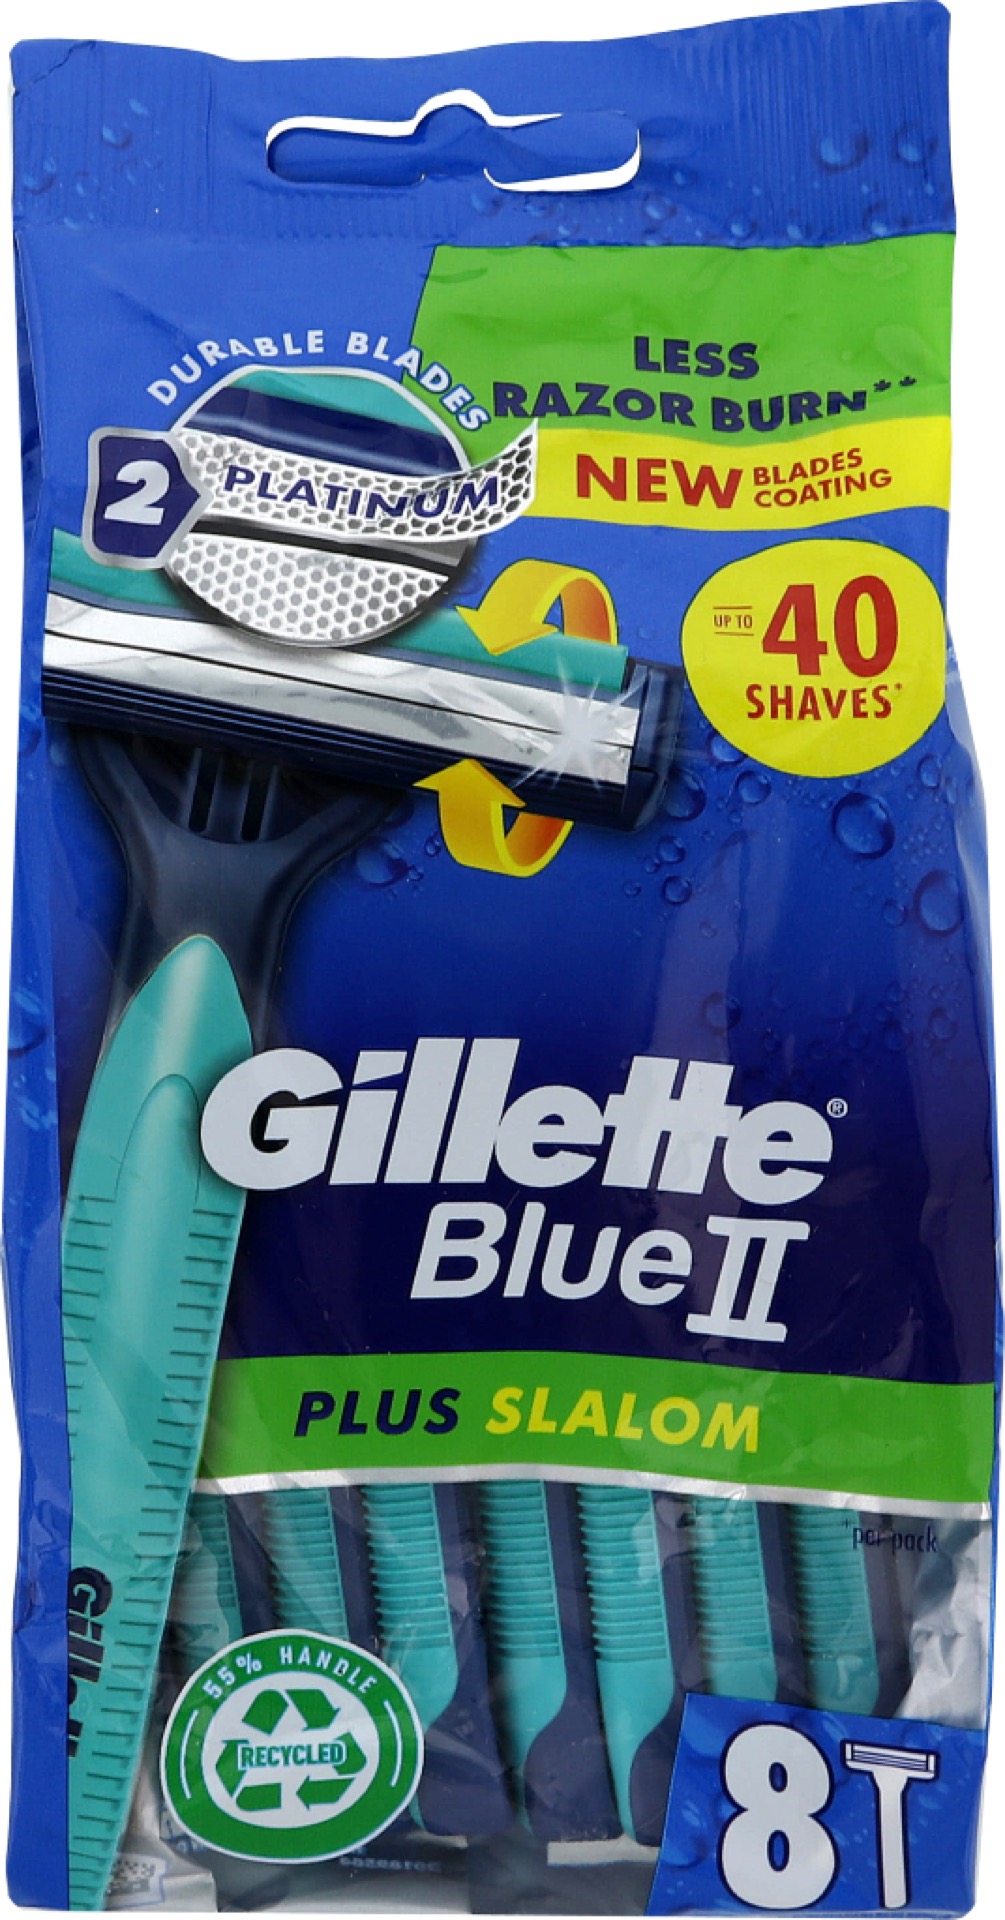 DURABLE BLADES
LESS
RAZOR BURN**
NEW BLADES
COATING
2 PLATINUM
UP TO 40
SHAVES*
Gillette®
Blue II
PLUS SLALOM
*per pack
Gillette
55% HANDLE
RECYCLED
8